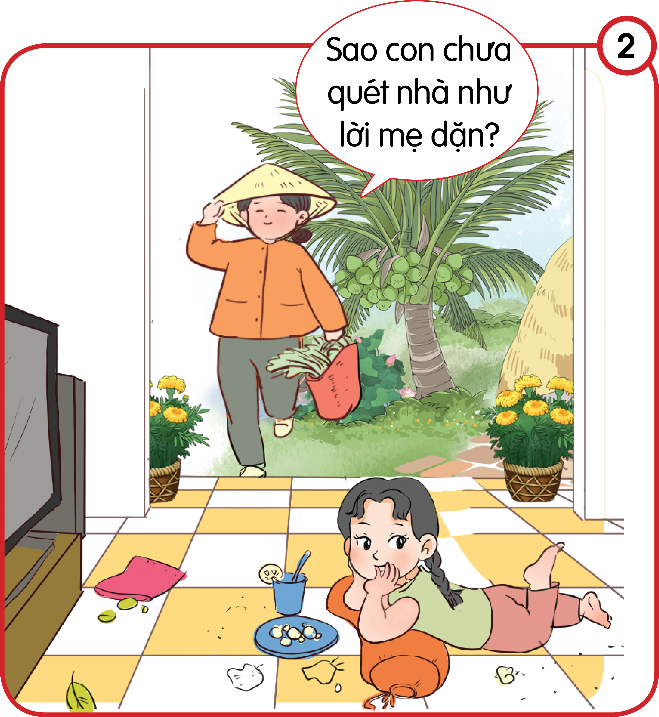 2
Sao con chưa
quét nhà như
lời mẹ dặn?